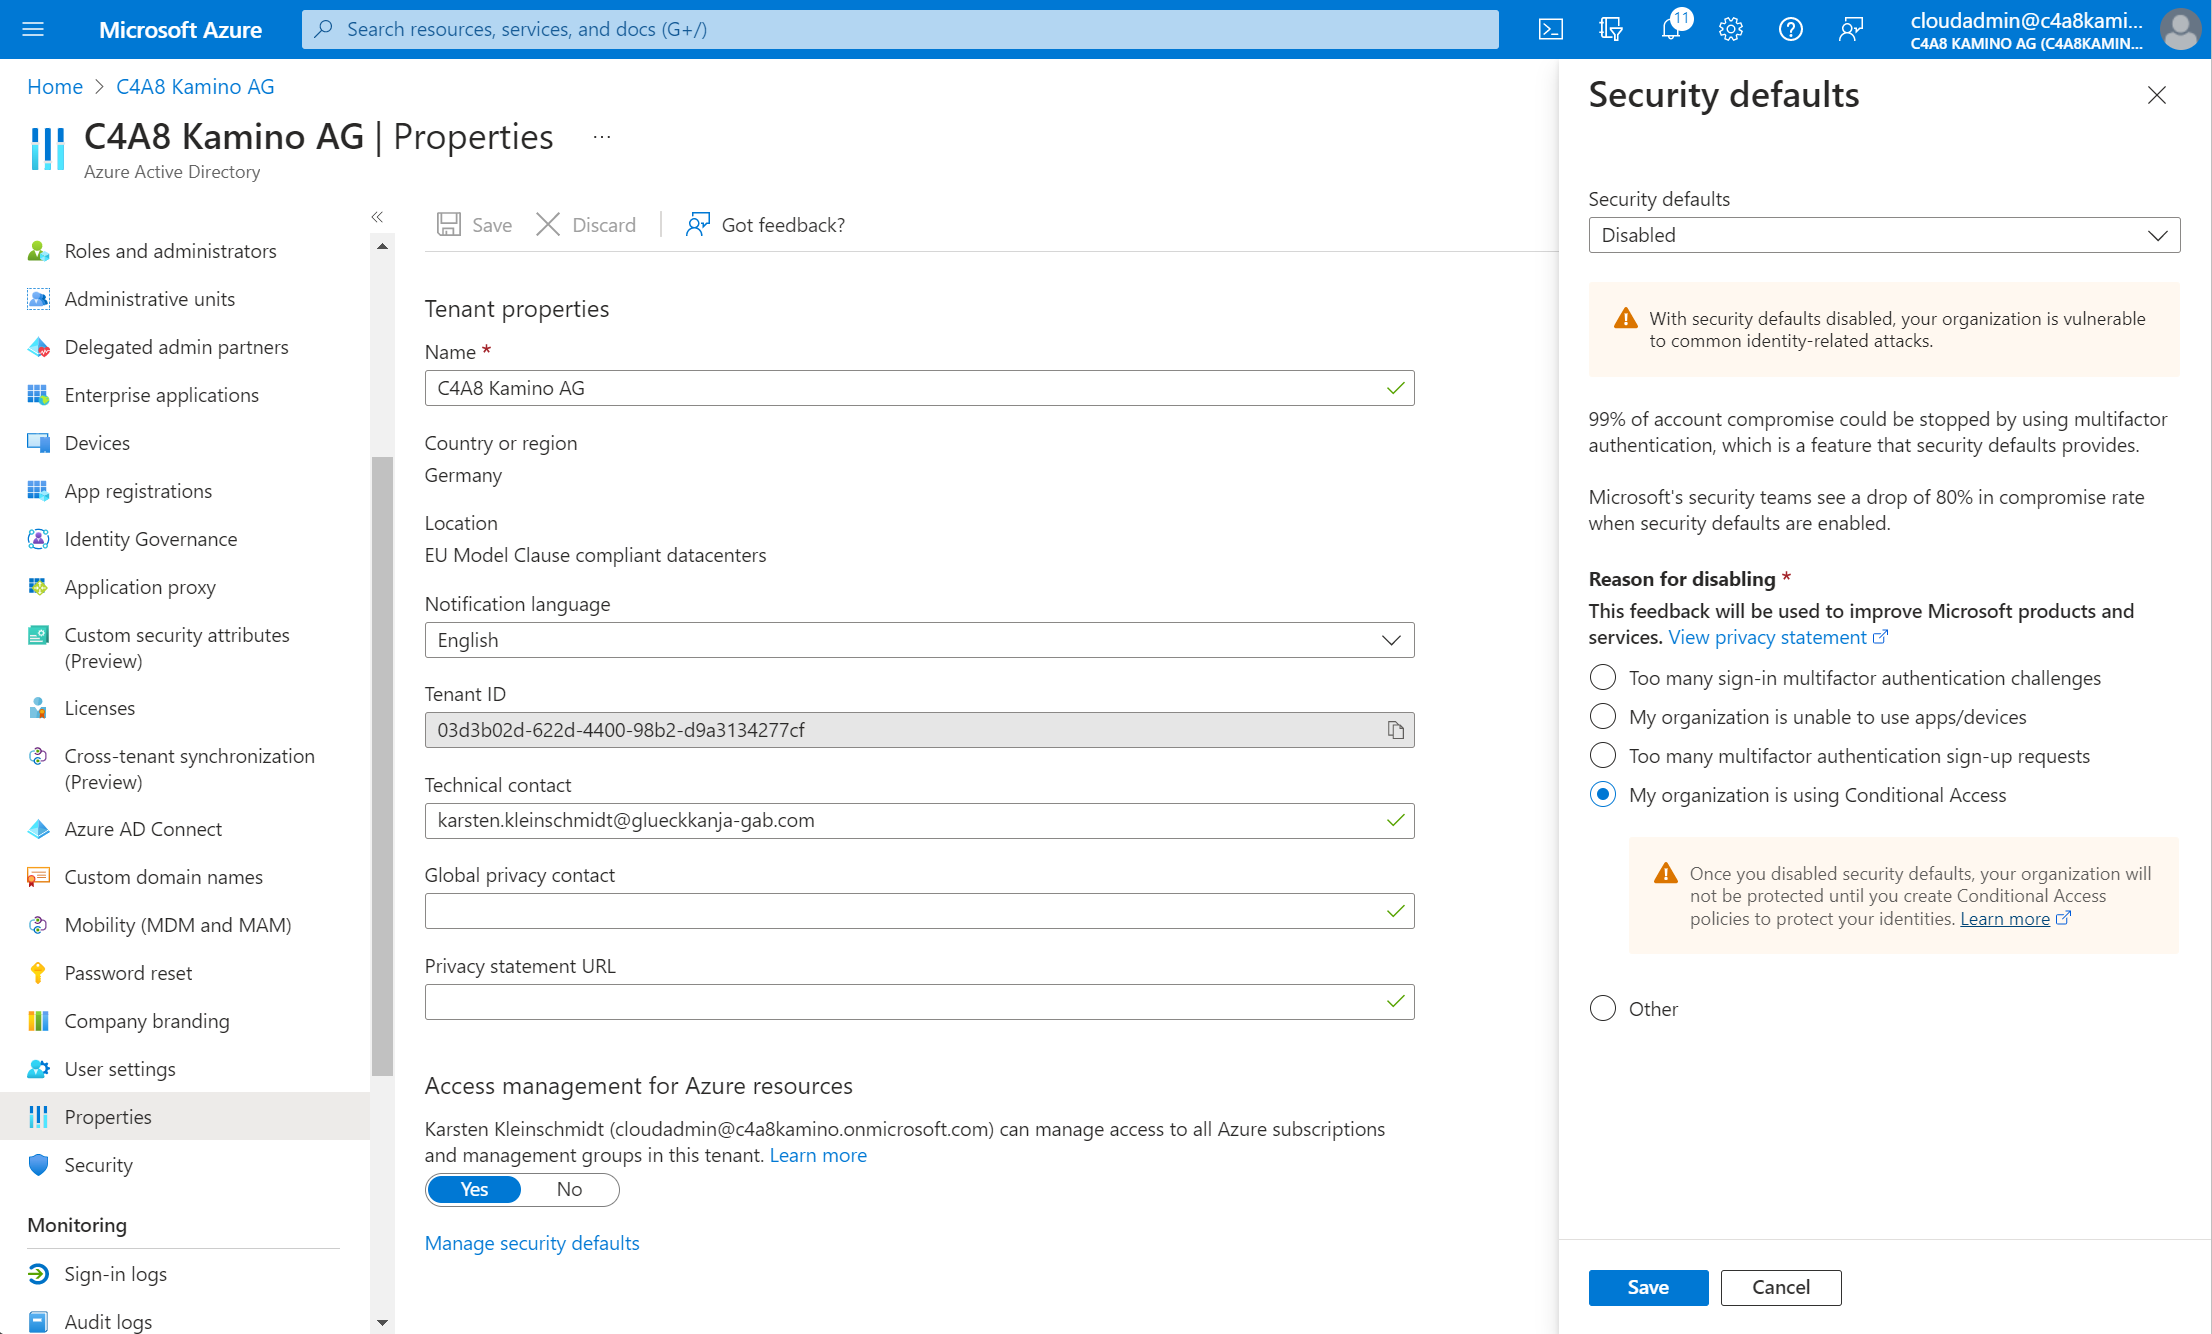 Microsoft Azure
Search resources, services, and docs (G+/)
11
cloudadmin@c4a8kami...
C4A8 KAMINO AG (C4A8KAMIN...
Home > C4A8 Kamino AG
C4A8 Kamino AG | Properties ...
Azure Active Directory
Roles and administrators
Administrative units
Delegated admin partners
Enterprise applications
Devices
App registrations
Identity Governance
Application proxy
Custom security attributes
(Preview)
Licenses
Cross-tenant synchronization
(Preview)
Azure AD Connect
Custom domain names
Mobility (MDM and MAM)
Password reset
Company branding
User settings
Properties
Security
Monitoring
Sign-in logs
Audit logs
Save
Discard
Got feedback?
Tenant properties
Name *
C4A8 Kamino AG
Country or region
Germany
Location
EU Model Clause compliant datacenters
Notification language
English
Tenant ID
03d3b02d-622d-4400-98b2-d9a3134277cf
Technical contact
karsten.kleinschmidt@glueckkanja-gab.com
Global privacy contact
Privacy statement URL
Access management for Azure resources
Karsten Kleinschmidt (cloudadmin@c4a8kamino.onmicrosoft.com) can manage access to all Azure subscriptions
and management groups in this tenant. Learn more
Yes No
Manage security defaults
Security defaults
Security defaults
Disabled
With security defaults disabled, your organization is vulnerable
to common identity-related attacks.
99% of account compromise could be stopped by using multifactor
authentication, which is a feature that security defaults provides.
Microsoft's security teams see a drop of 80% in compromise rate
when security defaults are enabled.
Reason for disabling *
This feedback will be used to improve Microsoft products and
services. View privacy statement
Too many sign-in multifactor authentication challenges
My organization is unable to use apps/devices
Too many multifactor authentication sign-up requests
My organization is using Conditional Access
Once you disabled security defaults, your organization will
not be protected until you create Conditional Access
policies to protect your identities. Learn more
Other
Save
Cancel